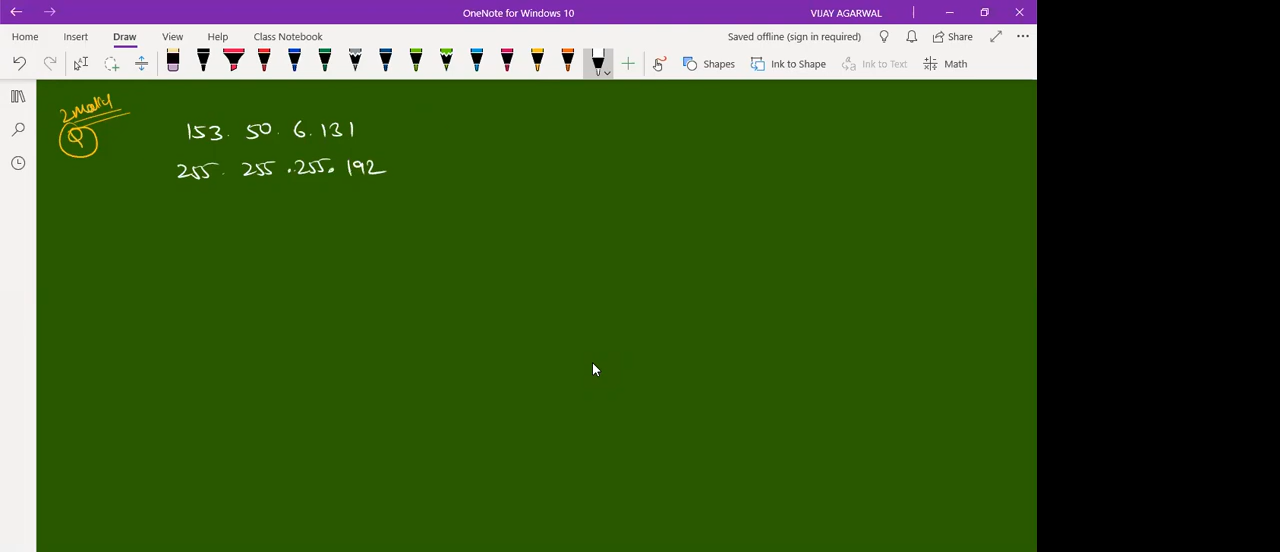 OneNote for Windows 10
VIJAY AGARWAL
Home Insert Draw View Help Class Notebook
Saved offline (sign in required)
Share
Shapes
Ink to Shape
Ink to Text
Math
Q
153. 50. 6. 131
255. 255 .255. 192